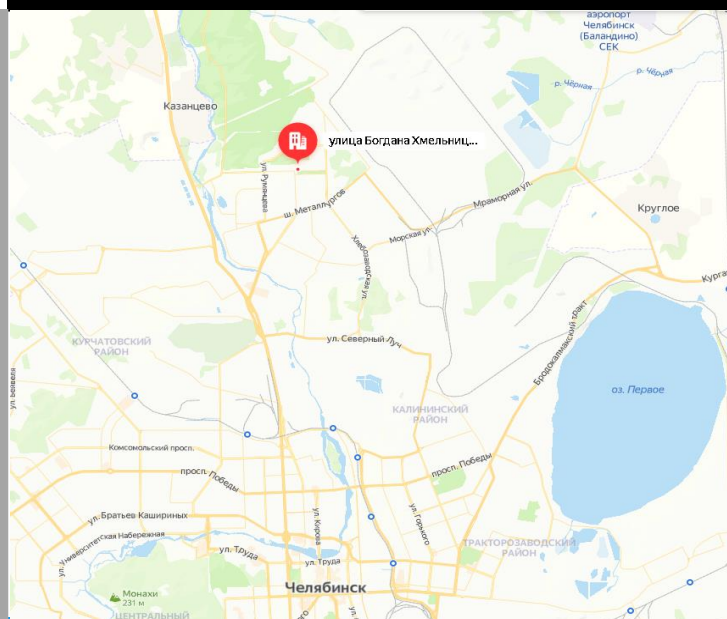 аэропорт
Челябинск
(Баландино)
CEK
р. Чёрная
р. Чёрная
Казанцево
улица Богдана Хмельниц...
ул. Румянцева
ш. Металлургов
Мраморная ул.
Круглое
Морская ул.
Хлебозаводская ул.
Курга
Бродокалмакский тракт
ул. Северный Луч
КУРЧАТОВСКИЙ
РАЙОН
оз. Первое
КАЛИНИНСКИЙ
РАЙОН
Комсомольский просп.
просп. Победы
просп. Победы
ул. Братьев Кашириных
ул. Кирова
ул. Горького
Университетская Набережная
ул. Труда
ул. Труда
ТРАКТОРОЗАВОДСКИЙ
РАЙОН
Челябинск
Монахи
231 м
ЦЕНТРАЛЬНЫЙ